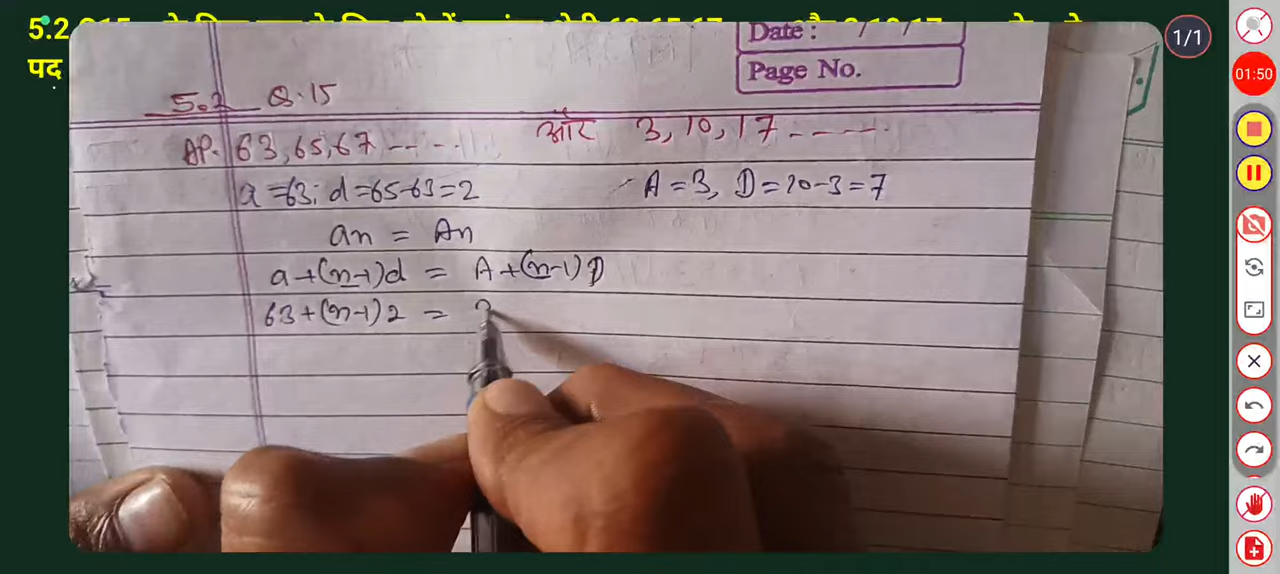 5.2
पद
1/1
01:50
Date : / /
Page No.
5.2 Q.15
AP. 63, 65, 67 -- -- और 3, 10, 17 -----
a = 63; d = 65-63 = 2 A = 3, D = 10-3 = 7
an = An
a+(n-1)d = A+(n-1)D
63+(n-1)2 =